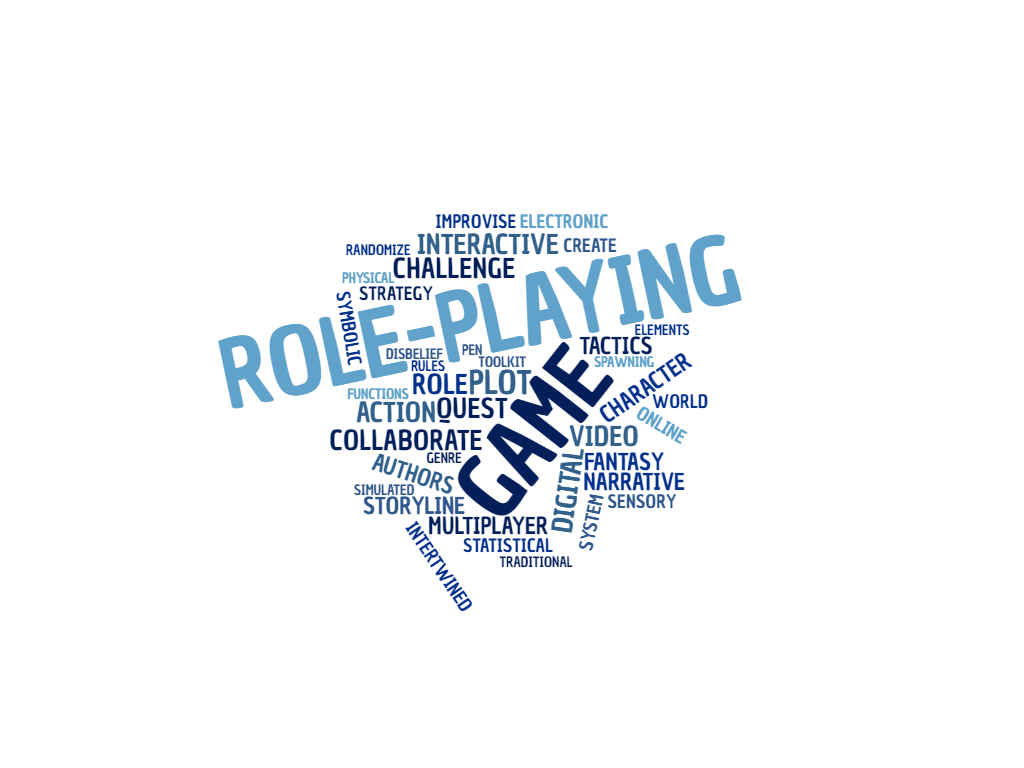 IMPROVISE ELECTRONIC
RANDOMIZE INTERACTIVE CREATE
PHYSICAL CHALLENGE
STRATEGY
SYMBOLIC
ROLE-PLAYING
ELEMENTS
DISBELIEF PEN TACTICS
RULES TOOLKIT SPAWNING
FUNCTIONS ROLE PLOT
CHARACTER
WORLD
ACTION QUEST
ONLINE
GAME
COLLABORATE VIDEO
GENRE
AUTHORS
FANTASY
NARRATIVE
SIMULATED
STORYLINE
DIGITAL
SYSTEM
SENSORY
MULTIPLAYER
STATISTICAL
TRADITIONAL
INTERTWINED